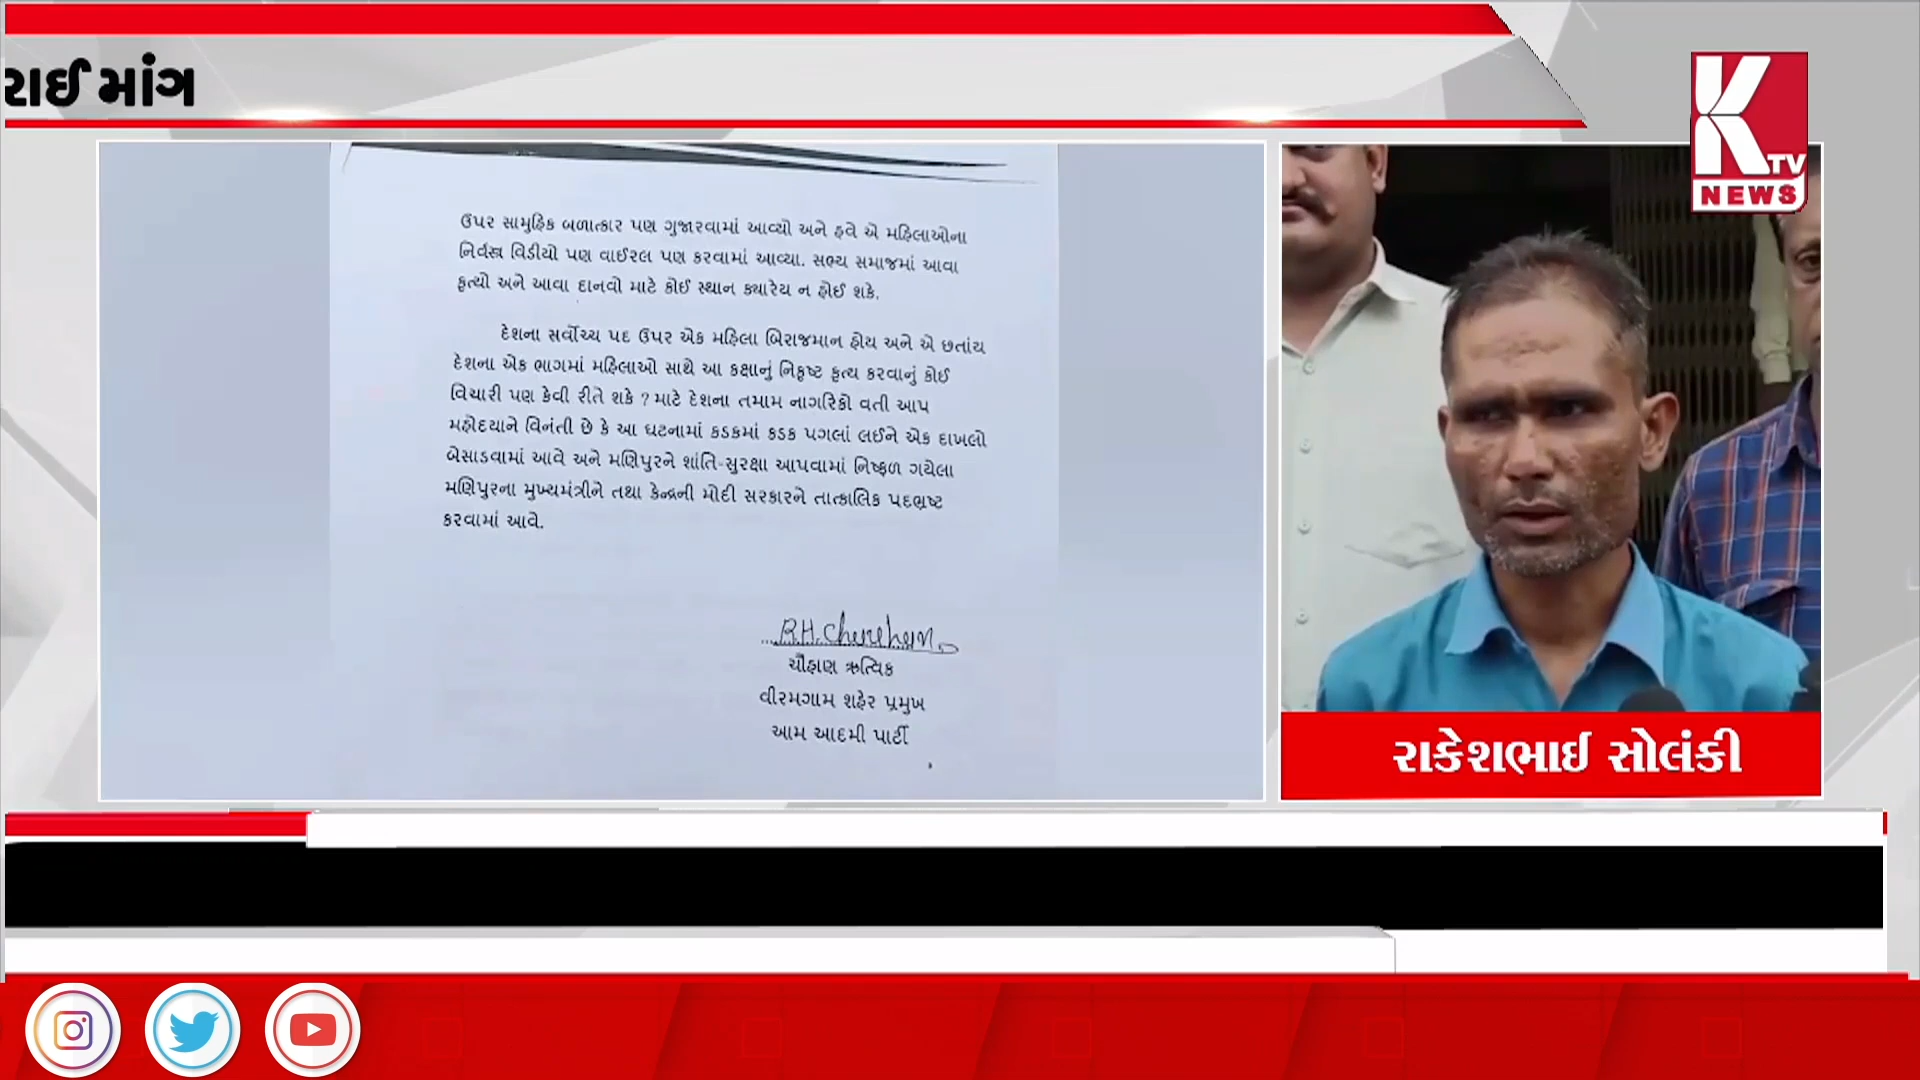 રાઈ માંગ
K TV NEWS
ઉપર સામુહિક બળાત્કાર પણ ગુજારવામાં આવ્યો અને હવે એ મહિલાઓના
નિર્વસ્ત્ર વિડીયો પણ વાઈરલ પણ કરવામાં આવ્યા. સભ્ય સમાજમાં આવા
કૃત્યો અને આવા દાનવો માટે કોઈ સ્થાન ક્યારેય ન હોઈ શકે.
દેશના સર્વોચ્ચ પદ ઉપર એક મહિલા બિરાજમાન હોય અને એ છતાંય
દેશના એક ભાગમાં મહિલાઓ સાથે આ કક્ષાનું નિકૃષ્ટ કૃત્ય કરવાનું કોઈ
વિચારી પણ કેવી રીતે શકે ? માટે દેશના તમામ નાગરિકો વતી આપ
મહોદયાને વિનંતી છે કે આ ઘટનામાં કડકમાં કડક પગલાં લઈને એક દાખલો
બેસાડવામાં આવે અને મણિપુરને શાંતિ-સુરક્ષા આપવામાં નિષ્ફળ ગયેલા
મણિપુરના મુખ્યમંત્રીને તથા કેન્દ્રની મોદી સરકારને તાત્કાલિક પદભ્રષ્ટ
કરવામાં આવે.
R.H.
ચૌહાણ ઋત્વિક
વીરમગામ શહેર પ્રમુખ
આમ આદમી પાર્ટી
રાકેશભાઈ સોલંકી